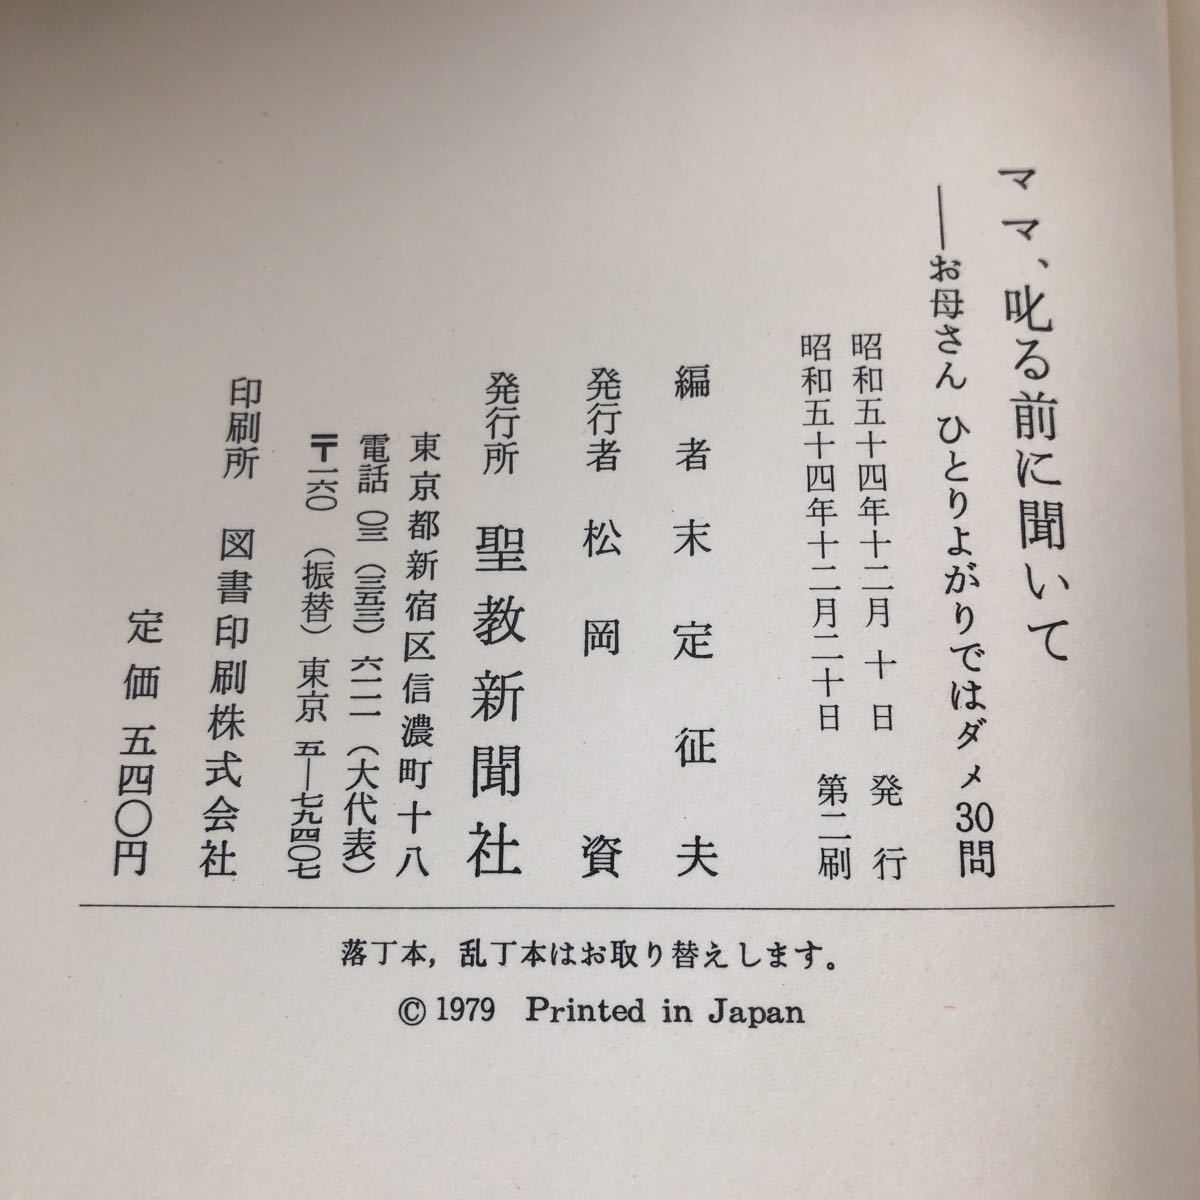 ママ、叱る前に聞いて
──お母さん ひとりよがりではダメ30問
昭和五十四年十二月 十 日 発 行
昭和五十四年十二月二十日 第二刷
編者 末定征夫
発行者 松岡資
発行所 聖教新聞社
東京都新宿区信濃町十八
電話 〇三(三五三)六一一一(大代表)
〒一六〇 (振替) 東京 五―七九四〇七
印刷所 図書印刷株式会社
定価 五四〇円
落丁本, 乱丁本はお取り替えします。
© 1979 Printed in Japan